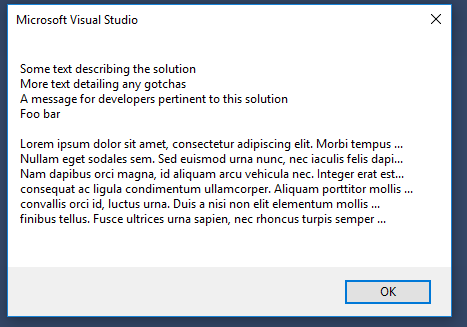 Microsoft Visual Studio
Some text describing the solution
More text detailing any gotchas
A message for developers pertinent to this solution
Foo bar
Lorem ipsum dolor sit amet, consectetur adipiscing elit. Morbi tempus ...
Nullam eget sodales sem. Sed euismod urna nunc, nec iaculis felis dapi...
Nam dapibus orci magna, id aliquam arcu vehicula nec. Integer erat est...
consequat ac ligula condimentum ullamcorper. Aliquam porttitor mollis ...
convallis orci id, luctus urna. Duis a nisi non elit elementum mollis ...
finibus tellus. Fusce ultrices urna sapien, nec rhoncus turpis semper ...
OK